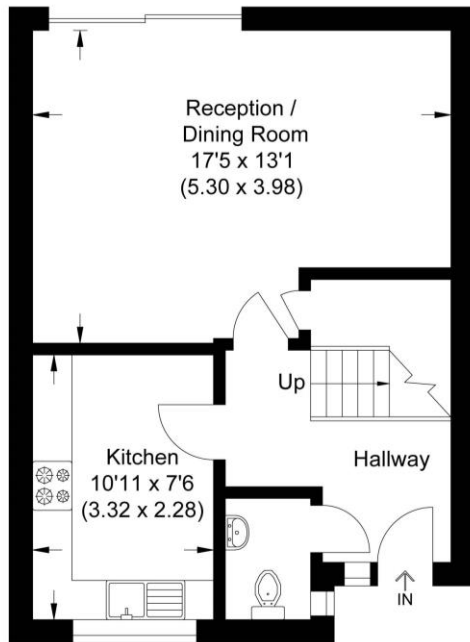 Reception /
Dining Room
17'5 x 13'1
(5.30 x 3.98)
Up
Kitchen
10'11 x 7'6
(3.32 x 2.28)
Hallway
IN